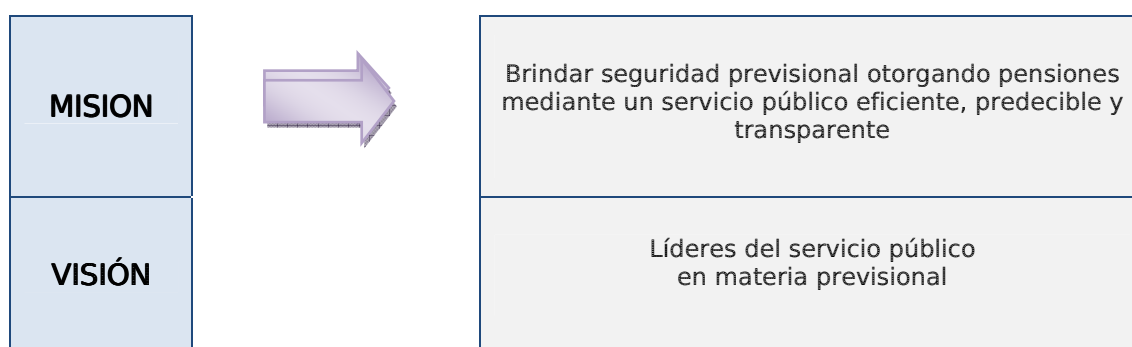 MISION
Brindar seguridad previsional otorgando pensiones
mediante un servicio público eficiente, predecible y
transparente
VISIÓN
Líderes del servicio público
en materia previsional